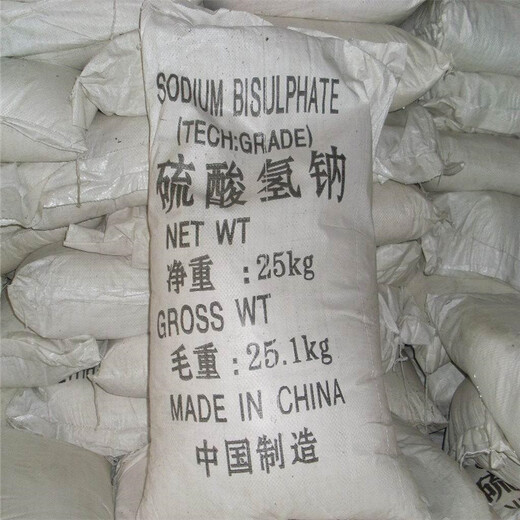 SODIUM BISULPHATE
(TECH:GRADE)
硫酸氢钠
NET WT
净重 : 25kg
GROSS WT
毛重 : 25.1kg
MADE IN CHINA
中国制造
硫